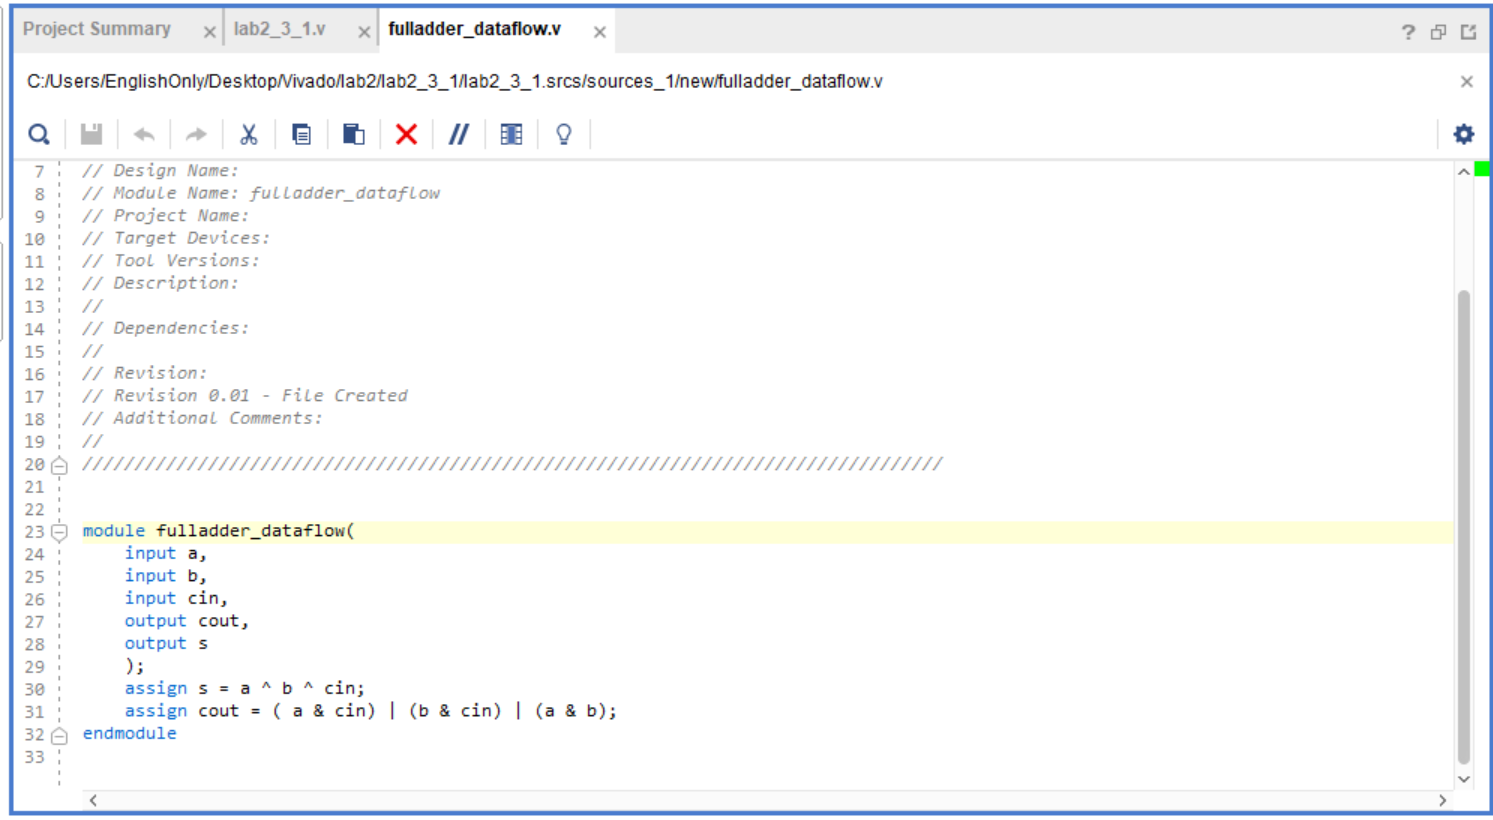 Project Summary × lab2_3_1.v × fulladder_dataflow.v ×
C:/Users/EnglishOnly/Desktop/Vivado/lab2/lab2_3_1/lab2_3_1.srcs/sources_1/new/fulladder_dataflow.v
7 // Design Name:
8 // Module Name: fulladder_dataflow
9 // Project Name:
10 // Target Devices:
11 // Tool Versions:
12 // Description:
13 //
14 // Dependencies:
15 //
16 // Revision:
17 // Revision 0.01 - File Created
18 // Additional Comments:
19 //
20 //////////////////////////////////////////////////////////////////////////////////
21
22
23 module fulladder_dataflow(
24 input a,
25 input b,
26 input cin,
27 output cout,
28 output s
29 );
30 assign s = a ^ b ^ cin;
31 assign cout = ( a & cin) | (b & cin) | (a & b);
32 endmodule
33